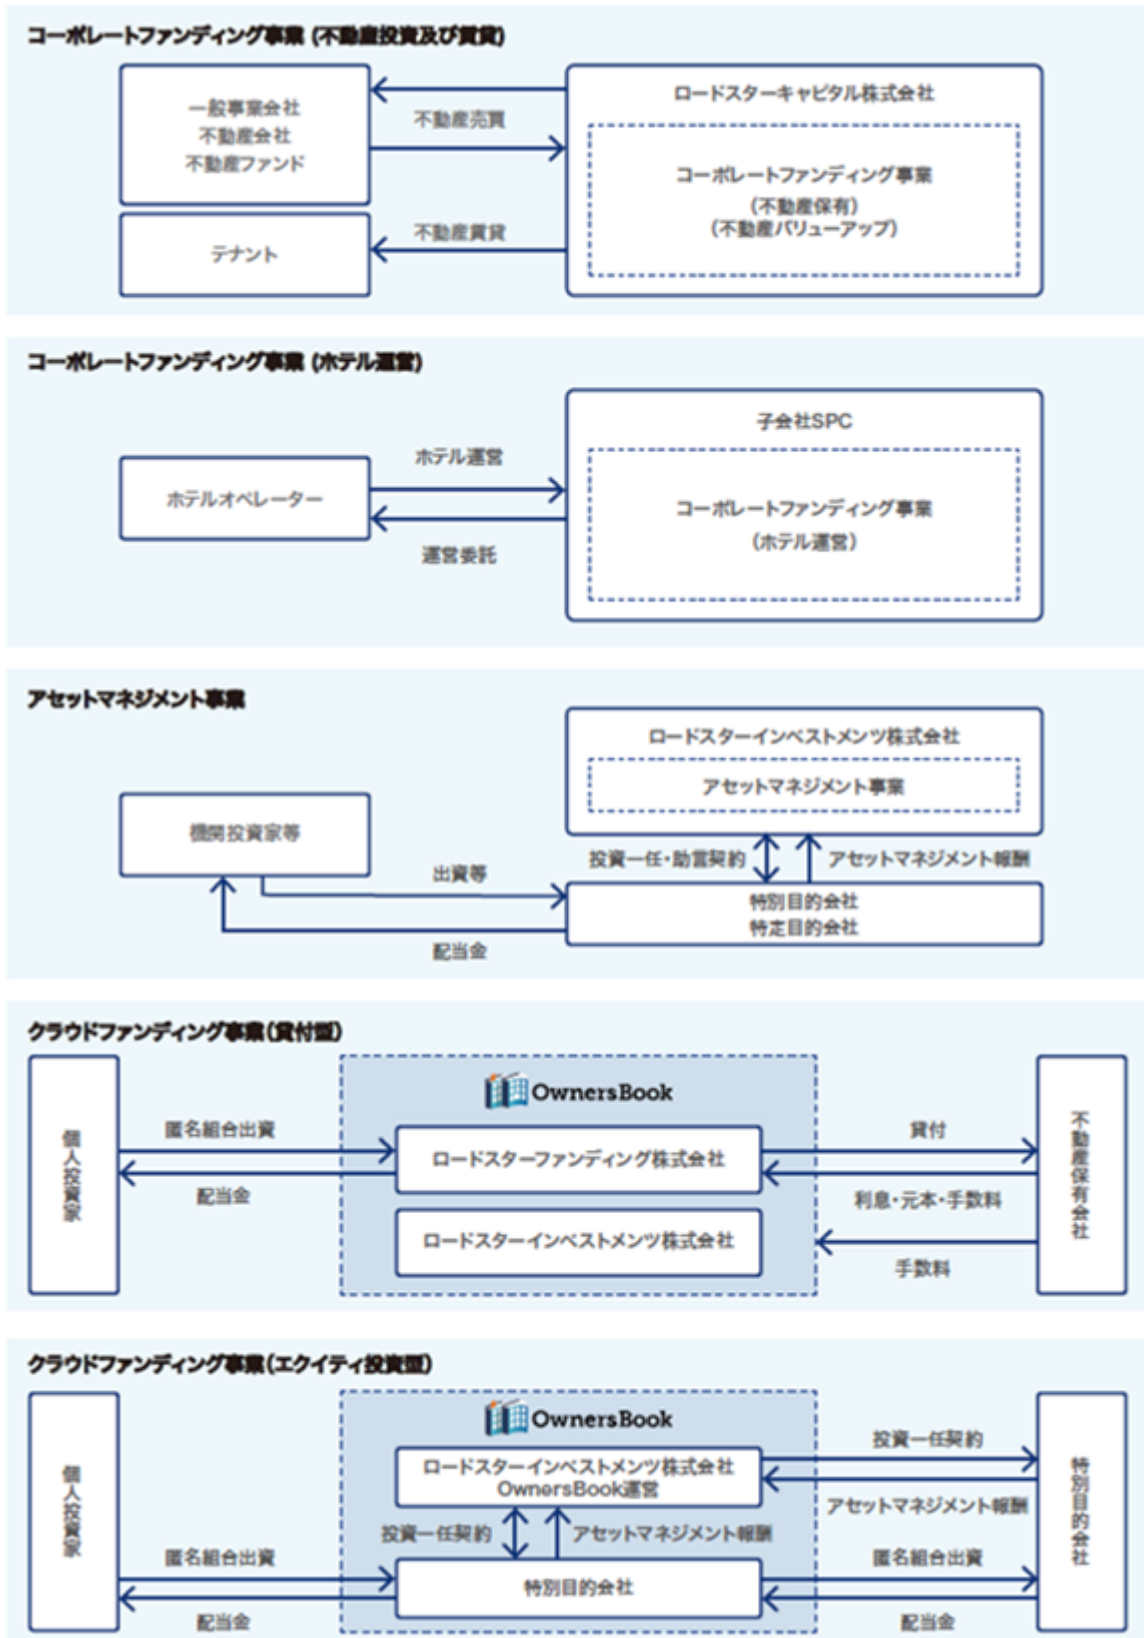 コーポレートファンディング事業 (不動産投資及び賃貸)
一般事業会社
不動産会社
不動産ファンド
不動産売買
テナント
不動産賃貸
ロードスターキャピタル株式会社
コーポレートファンディング事業
(不動産保有)
(不動産バリューアップ)
コーポレートファンディング事業 (ホテル運営)
ホテルオペレーター
ホテル運営
運営委託
子会社SPC
コーポレートファンディング事業
(ホテル運営)
アセットマネジメント事業
ロードスターインベストメンツ株式会社
アセットマネジメント事業
機関投資家等
投資一任・助言契約
アセットマネジメント報酬
出資等
特別目的会社
特定目的会社
配当金
クラウドファンディング事業(貸付型)
個人投資家
OwnersBook
匿名組合出資
配当金
ロードスターファンディング株式会社
ロードスターインベストメンツ株式会社
貸付
利息・元本・手数料
手数料
不動産保有会社
クラウドファンディング事業(エクイティ投資型)
個人投資家
OwnersBook
ロードスターインベストメンツ株式会社
OwnersBook運営
投資一任契約
アセットマネジメント報酬
投資一任契約
アセットマネジメント報酬
匿名組合出資
配当金
特別目的会社
匿名組合出資
配当金
特別目的会社